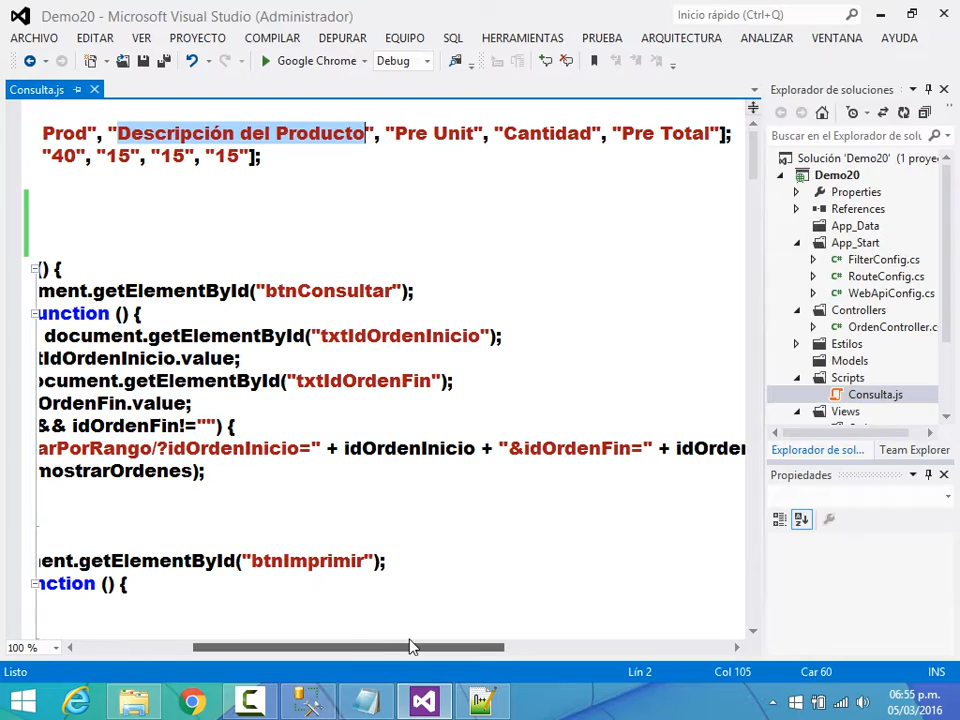 Demo20 - Microsoft Visual Studio (Administrador)
Inicio rápido (Ctrl+Q)
ARCHIVO EDITAR VER PROYECTO COMPILAR DEPURAR EQUIPO SQL HERRAMIENTAS PRUEBA ARQUITECTURA ANALIZAR VENTANA AYUDA
Google Chrome Debug
Consulta.js
Explorador de soluciones
Prod", "Descripción del Producto", "Pre Unit", "Cantidad", "Pre Total"];
"40", "15", "15", "15"];
() {
ment.getElementById("btnConsultar");
unction () {
document.getElementById("txtIdOrdenInicio");
tIdOrdenInicio.value;
ocument.getElementById("txtIdOrdenFin");
OrdenFin.value;
&& idOrdenFin!="") {
arPorRango/?idOrdenInicio=" + idOrdenInicio + "&idOrdenFin=" + idOrden
mostrarOrdenes);
ment.getElementById("btnImprimir");
nction () {
100 %
Buscar en el Explorador de solu
Solución 'Demo20' (1 proye
Demo20
Properties
References
App_Data
App_Start
FilterConfig.cs
RouteConfig.cs
WebApiConfig.cs
Controllers
OrdenController.c
Estilos
Models
Scripts
Consulta.js
Views
Explorador de sol... Team Explorer
Propiedades
Listo
Lín 2 Col 105 Car 60 INS
06:55 p.m.
05/03/2016